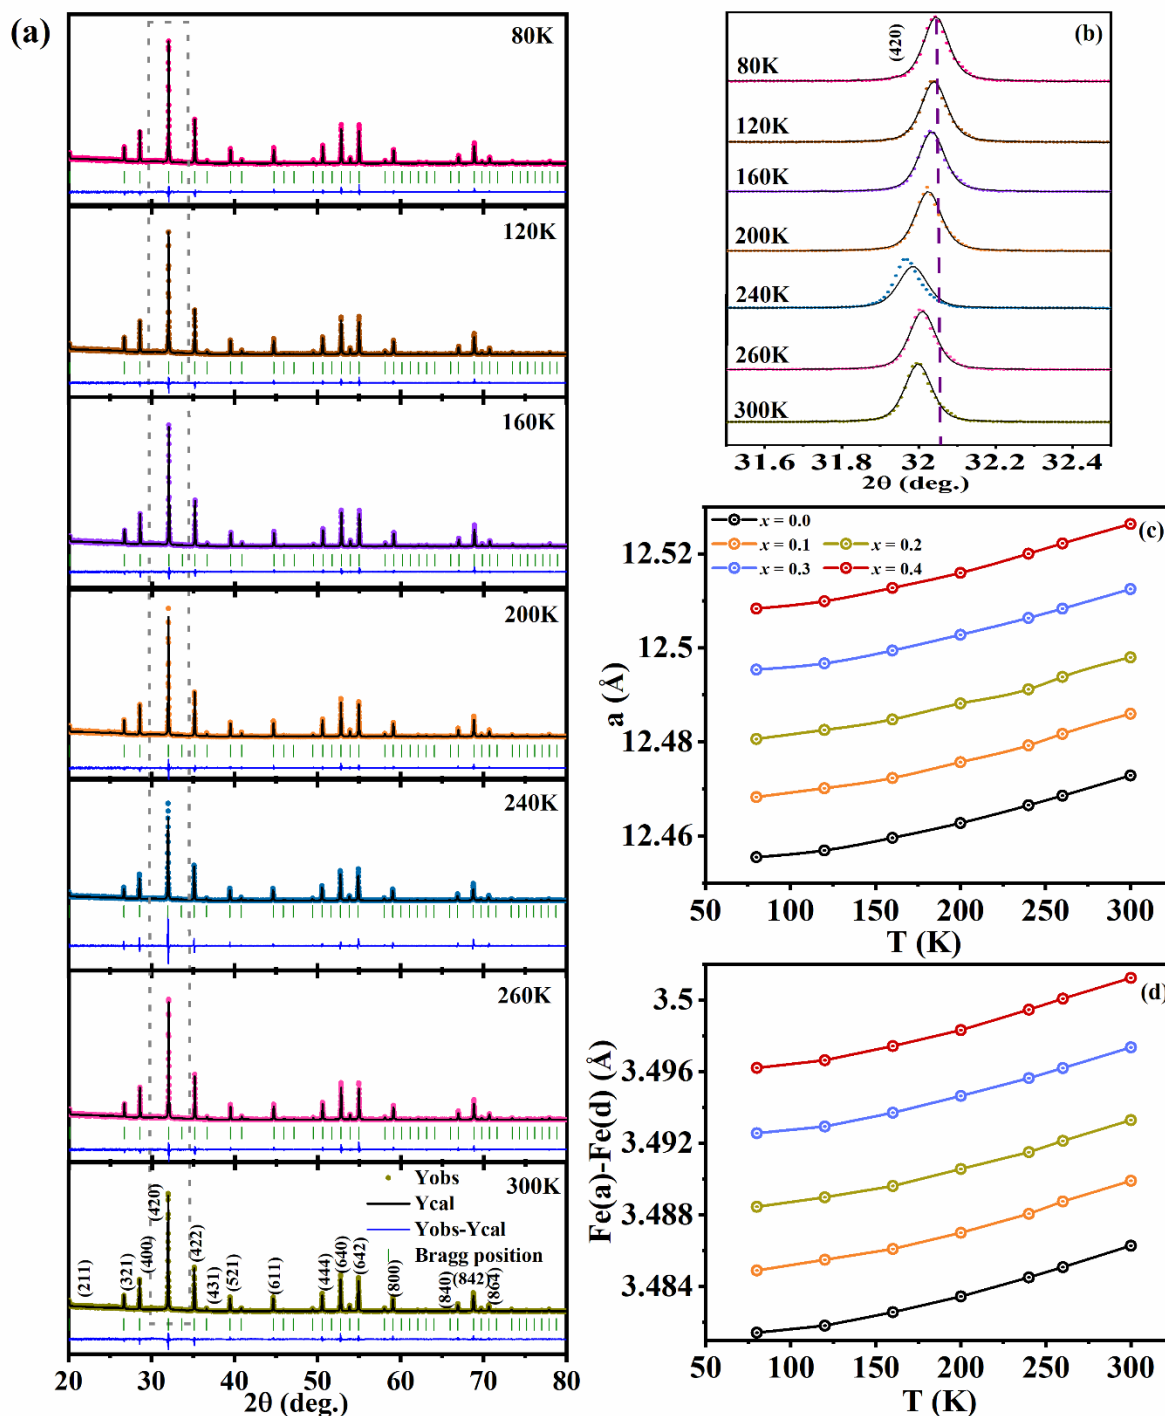 (a)
80K
120K
160K
200K
240K
260K
300K
Yobs
Ycal
Yobs-Ycal
Bragg position
(211)
(321)
(400)
(420)
(422)
(431)
(521)
(611)
(444)
(640)
(642)
(800)
(840)
(842)
(864)
20 30 40 50 60 70 80
2θ (deg.)
(b)
(420)
80K
120K
160K
200K
240K
260K
300K
31.6 31.8 32 32.2 32.4
2θ (deg.)
(c)
x = 0.0
x = 0.1 x = 0.2
x = 0.3 x = 0.4
12.52
12.5
12.48
12.46
a (Å)
50 100 150 200 250 300
T (K)
(d)
3.5
3.496
3.492
3.488
3.484
Fe(a)-Fe(d) (Å)
50 100 150 200 250 300
T (K)